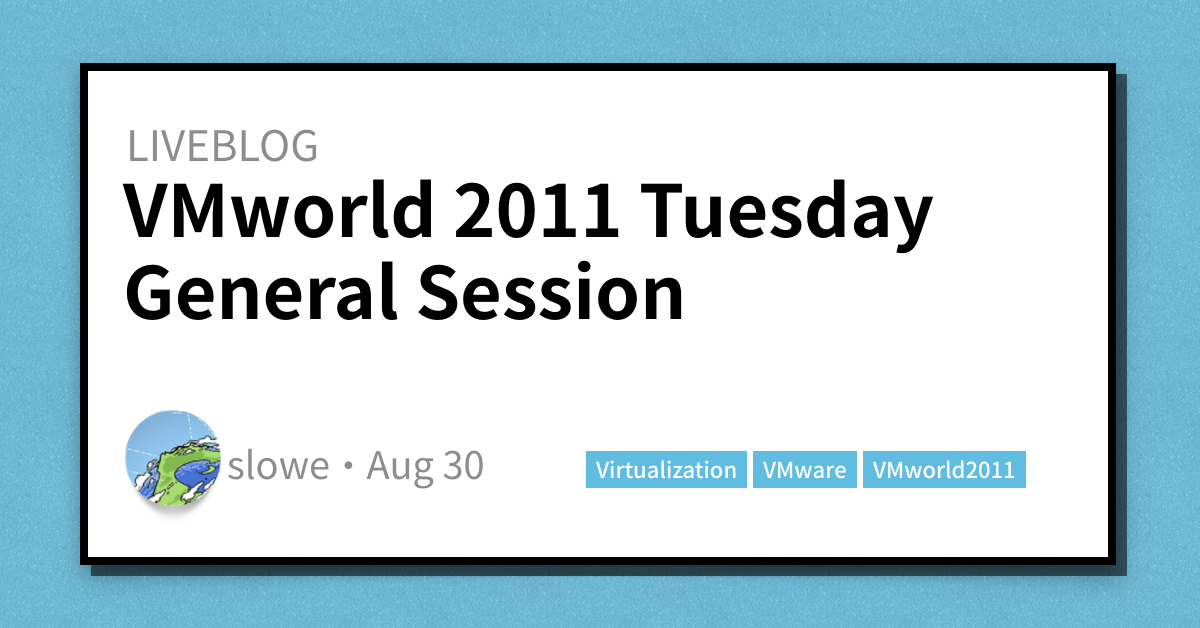 LIVEBLOG
VMworld 2011 Tuesday
General Session
slowe • Aug 30
Virtualization VMware VMworld2011